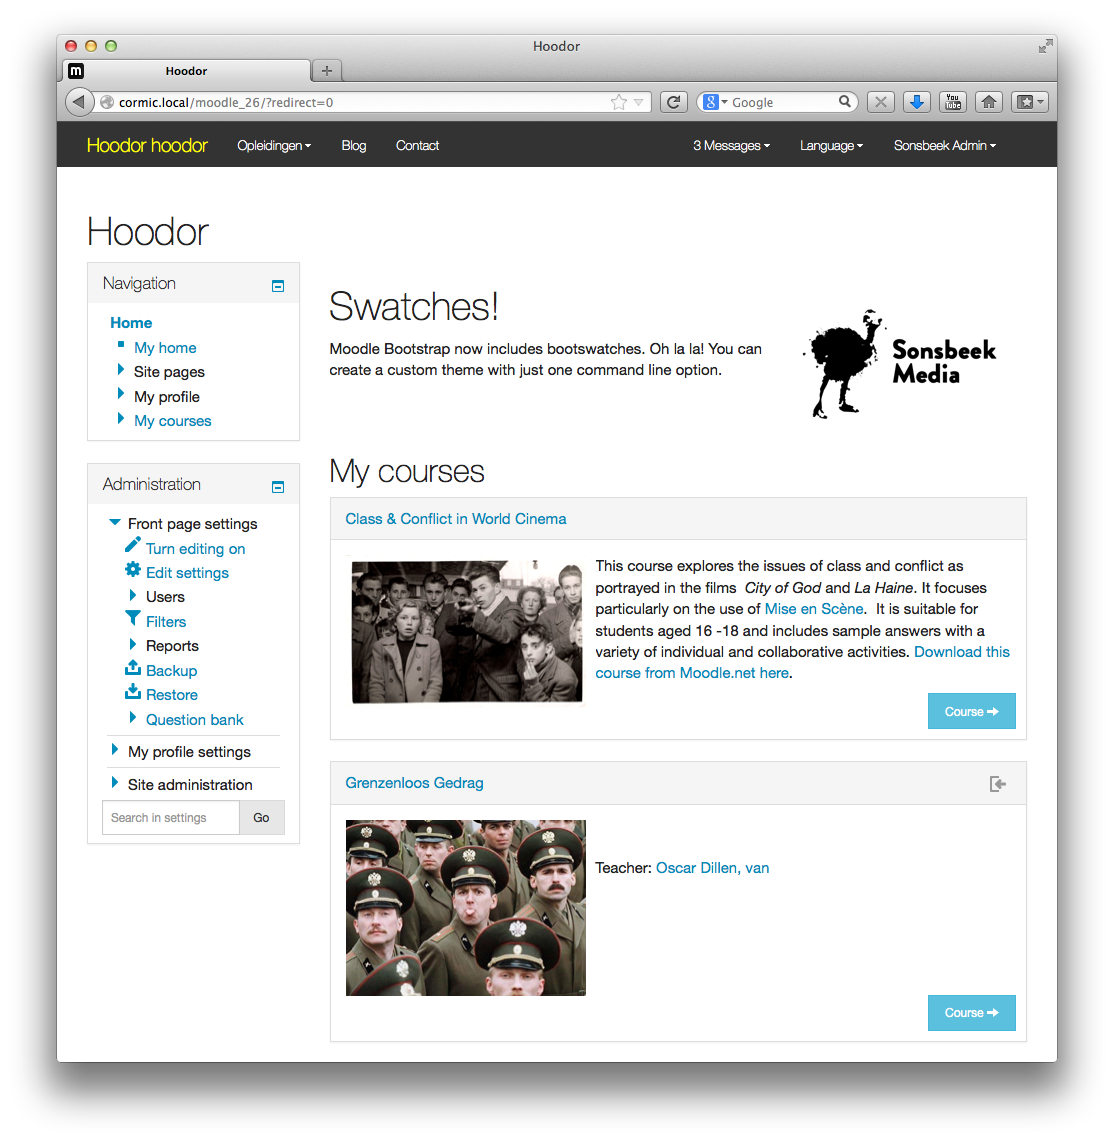 Hoodor
Hoodor
cormic.local/moodle_26/?redirect=0
Google
You Tube
Hoodor hoodor Opleidingen Blog Contact 3 Messages Language Sonsbeek Admin
Hoodor
Navigation
Home
My home
Site pages
My profile
My courses
Administration
Front page settings
Turn editing on
Edit settings
Users
Filters
Reports
Backup
Restore
Question bank
My profile settings
Site administration
Search in settings Go
Swatches!
Moodle Bootstrap now includes bootswatches. Oh la la! You can
create a custom theme with just one command line option.
Sonsbeek
Media
My courses
Class & Conflict in World Cinema
This course explores the issues of class and conflict as
portrayed in the films City of God and La Haine. It focuses
particularly on the use of Mise en Scène. It is suitable for
students aged 16 -18 and includes sample answers with a
variety of individual and collaborative activities. Download this
course from Moodle.net here.
Course
Grenzenloos Gedrag
Teacher: Oscar Dillen, van
Course